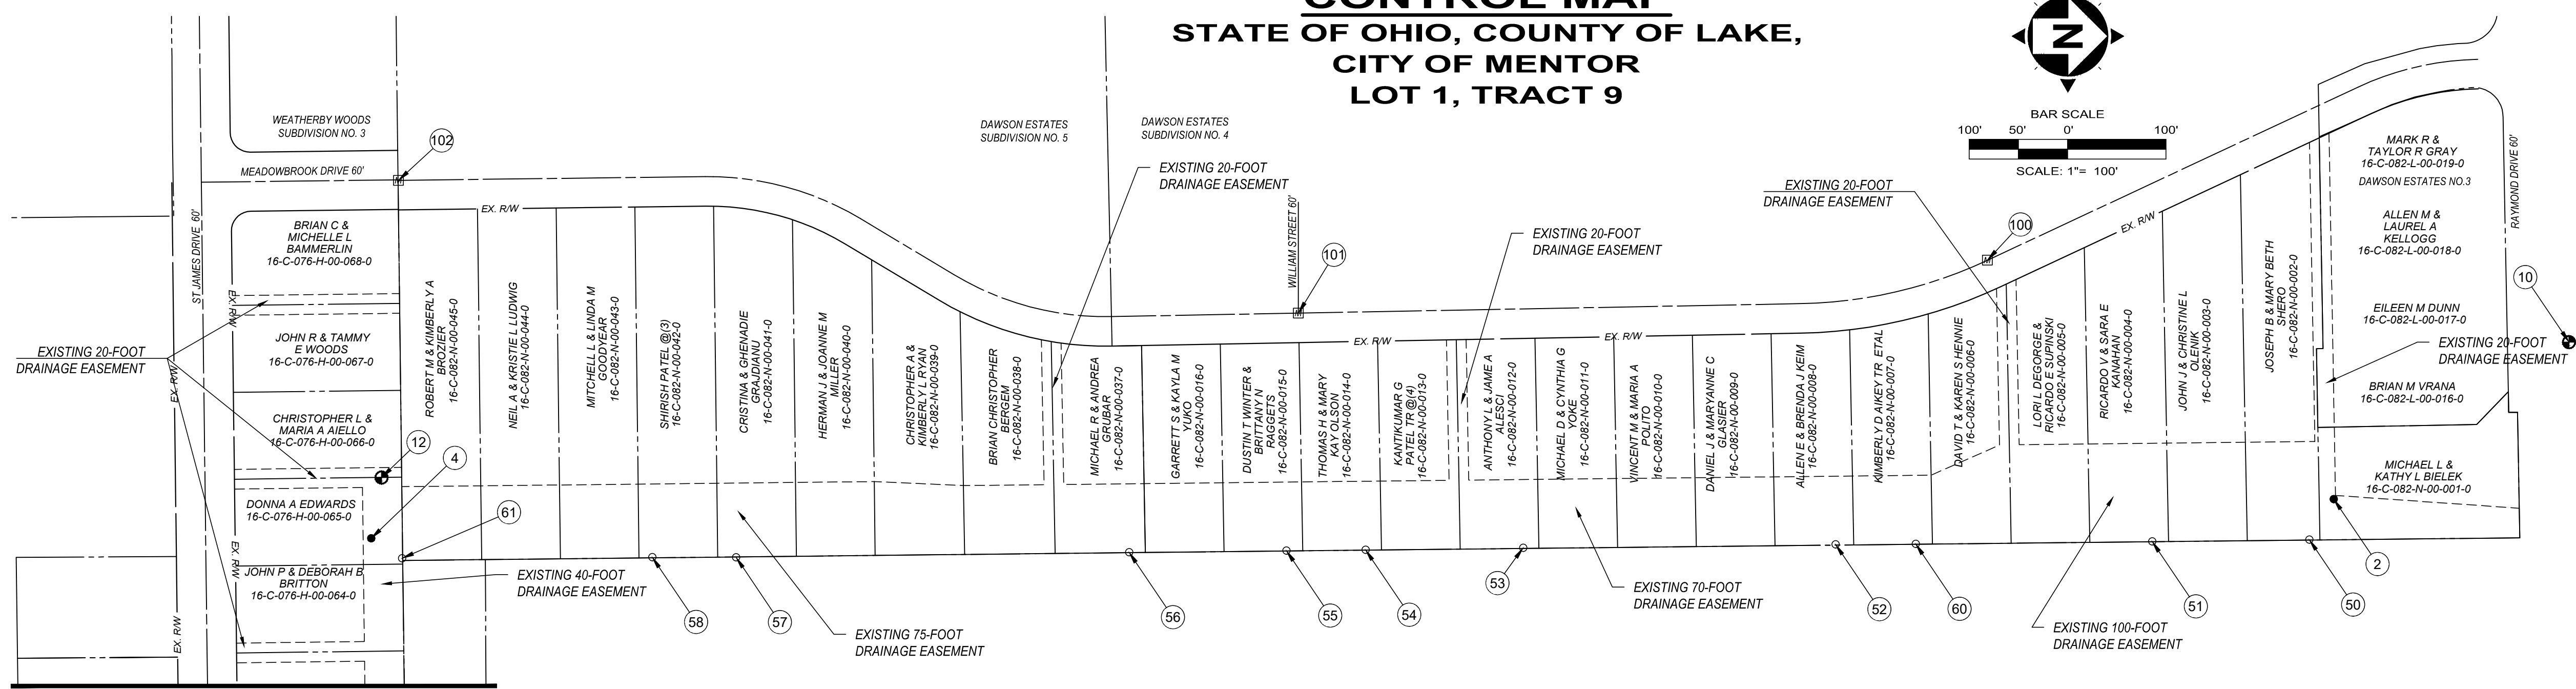 CONTROL MAP
STATE OF OHIO, COUNTY OF LAKE,
CITY OF MENTOR
LOT 1, TRACT 9
N
BAR SCALE
100' 50' 0' 100'
SCALE: 1"= 100'
WEATHERBY WOODS
SUBDIVISION NO. 3
MEADOWBROOK DRIVE 60'
102
ST JAMES DRIVE 60'
EX. R/W
EX. R/W
EX. R/W
EX. R/W
EX. R/W
BRIAN C &
MICHELLE L
BAMMERLIN
16-C-076-H-00-068-0
JOHN R & TAMMY
E WOODS
16-C-076-H-00-067-0
CHRISTOPHER L &
MARIA A AIELLO
16-C-076-H-00-066-0
DONNA A EDWARDS
16-C-076-H-00-065-0
JOHN P & DEBORAH B
BRITTON
16-C-076-H-00-064-0
EXISTING 20-FOOT
DRAINAGE EASEMENT
12
4
61
EXISTING 40-FOOT
DRAINAGE EASEMENT
ROBERT M & KIMBERLY A
BROZIER
16-C-082-N-00-045-0
NEIL A & KRISTIE L LUDWIG
16-C-082-N-00-044-0
MITCHELL L & LINDA M
GOODYEAR
16-C-082-N-00-043-0
SHIRISH PATEL @(3)
16-C-082-N-00-042-0
CRISTINA & GHENADIE
GRAJDIANU
16-C-082-N-00-041-0
HERMAN J & JOANNE M
MILLER
16-C-082-N-00-040-0
CHRISTOPHER A &
KIMBERLY L RYAN
16-C-082-N-00-039-0
BRIAN CHRISTOPHER
BERGEM
16-C-082-N-00-038-0
DAWSON ESTATES
SUBDIVISION NO. 5
DAWSON ESTATES
SUBDIVISION NO. 4
EXISTING 20-FOOT
DRAINAGE EASEMENT
WILLIAM STREET 60'
101
EX. R/W
EX. R/W
EXISTING 20-FOOT
DRAINAGE EASEMENT
MICHAEL R & ANDREA
GRUBAR
16-C-082-N-00-037-0
GARRETT S & KAYLA M
YUKO
16-C-082-N-00-016-0
DUSTIN T WINTER &
BRITTANY N
BAGGETS
16-C-082-N-00-015-0
THOMAS H & MARY
KAY OLSON
16-C-082-N-00-014-0
KANTIKUMAR G
PATEL TR @(4)
16-C-082-N-00-013-0
ANTHONY L & JAME A
ALESCI
16-C-082-N-00-012-0
MICHAEL D & CYNTHIA G
YOKE
16-C-082-N-00-011-0
VINCENT M & MARIA A
POLITO
16-C-082-N-00-010-0
DANIEL J & MARYANNE C
GLASIER
16-C-082-N-00-009-0
ALLEN E & BRENDA J KEIM
16-C-082-N-00-008-0
KIMBERLY D AIKEY TR ETAL
16-C-082-N-00-007-0
DAVID T & KAREN S HENNIE
16-C-082-N-00-006-0
LORI L DEGORGE &
RICARDO E SUPINSKI
16-C-082-N-00-005-0
RICARDO V & SARA E
KANAHAN
16-C-082-N-00-0004-0
JOHN J & CHRISTINE L
OLENIK
16-C-082-N-00-003-0
JOSEPH B & MARY BETH
SHERO
16-C-082-N-00-002-0
EXISTING 20-FOOT
DRAINAGE EASEMENT
100
EX. R/W
MARK R &
TAYLOR R GRAY
16-C-082-L-00-019-0
DAWSON ESTATES NO.3
ALLEN M &
LAUREL A
KELLOGG
16-C-082-L-00-018-0
EILEEN M DUNN
16-C-082-L-00-017-0
BRIAN M VRANA
16-C-082-L-00-016-0
MICHAEL L &
KATHY L BIELEK
16-C-082-N-00-001-0
RAYMOND DRIVE 60'
10
EXISTING 20-FOOT
DRAINAGE EASEMENT
58
57
EXISTING 75-FOOT
DRAINAGE EASEMENT
56
55
54
53
EXISTING 70-FOOT
DRAINAGE EASEMENT
52
60
EXISTING 100-FOOT
DRAINAGE EASEMENT
51
50
2